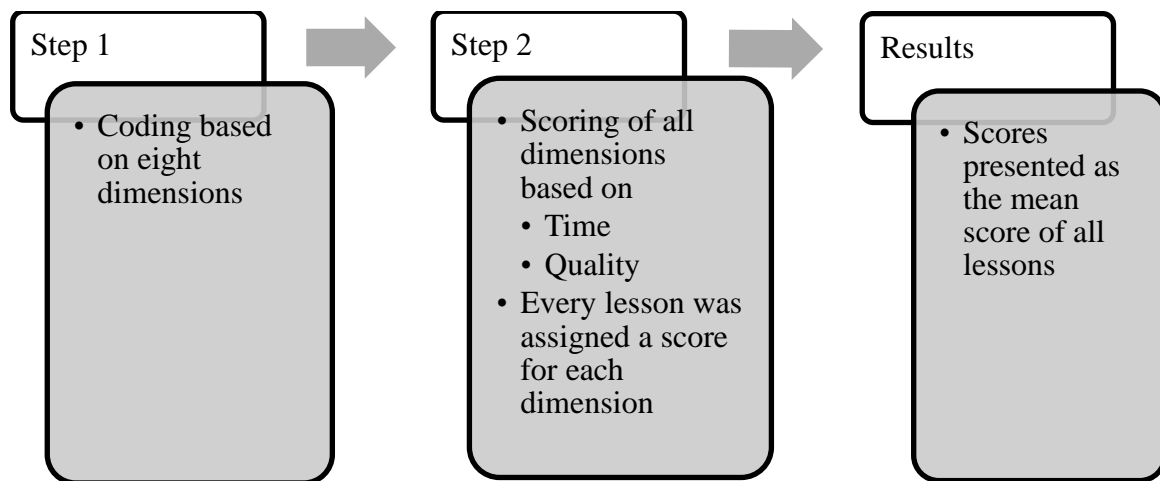 Step 1
• Coding based
on eight
dimensions
Step 2
• Scoring of all
dimensions
based on
• Time
• Quality
• Every lesson was
assigned a score
for each
dimension
Results
• Scores
presented as
the mean
score of all
lessons